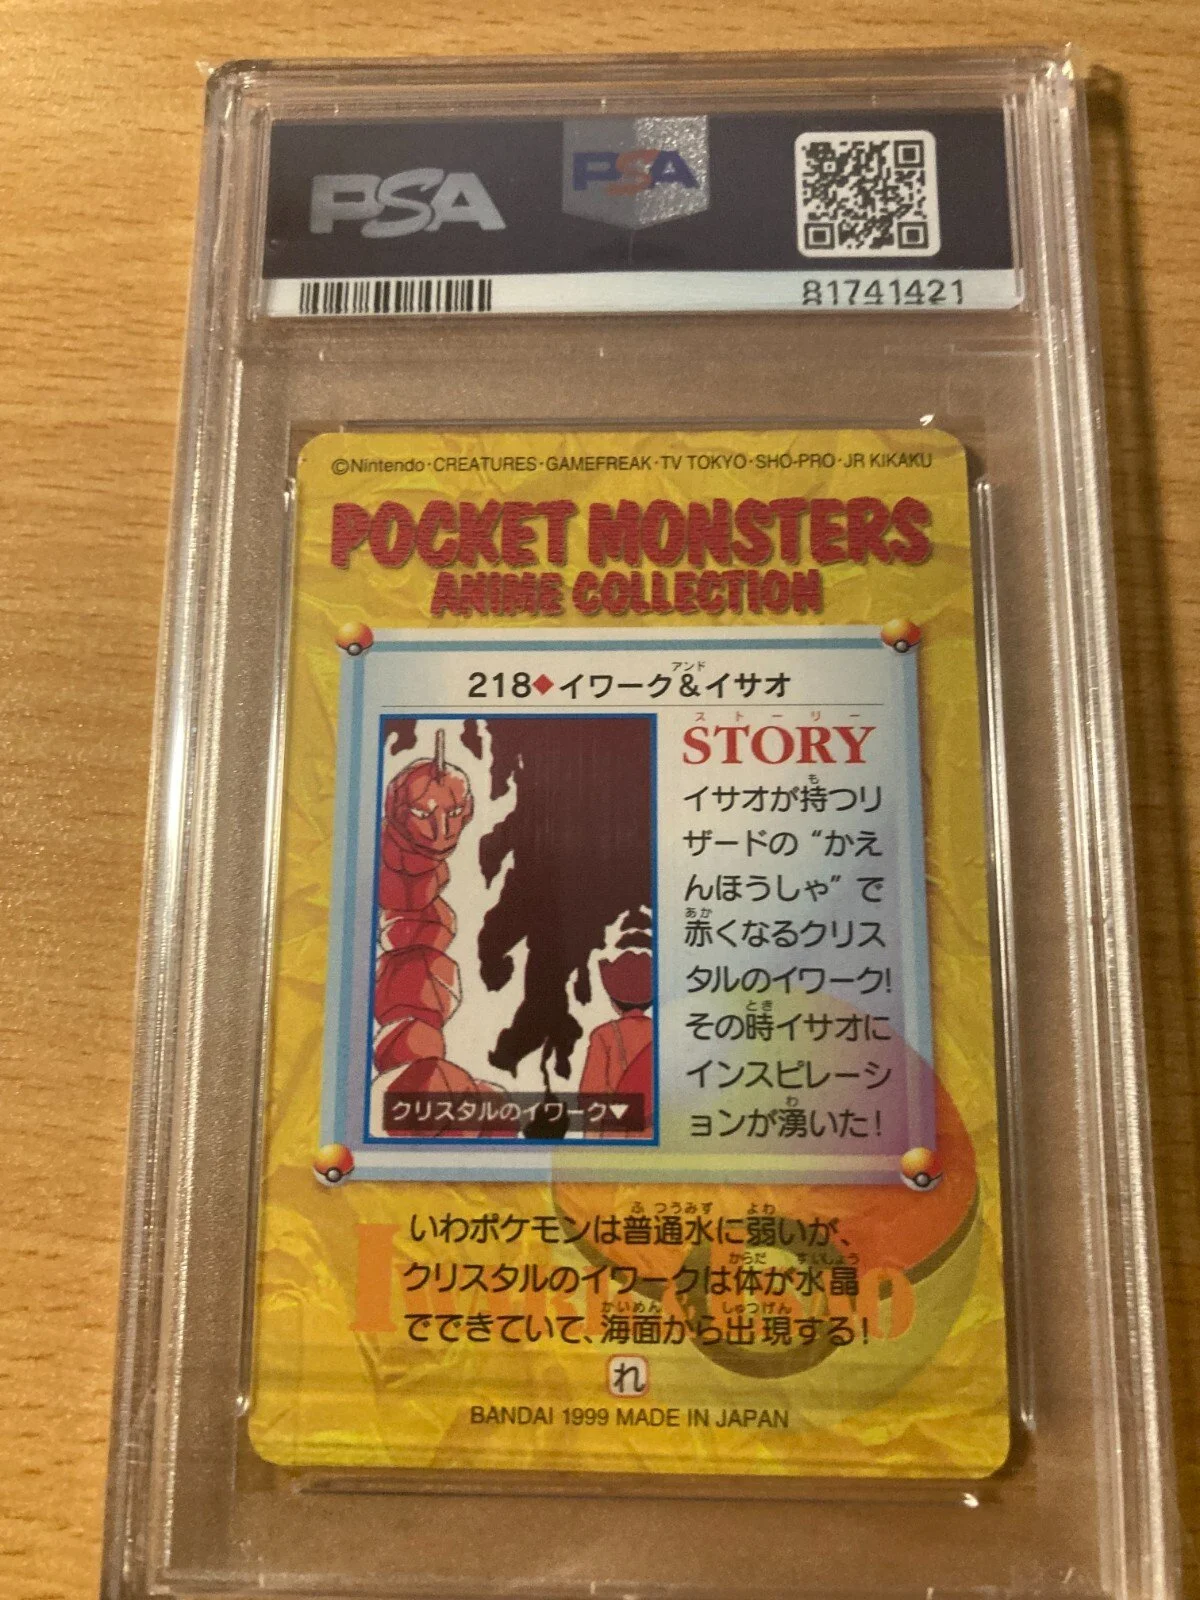 PSA
PSA
81741421
©Nintendo·CREATURES·GAMEFREAK·TV TOKYO·SHO-PRO·JR KIKAKU
POCKET MONSTERS
ANIME COLLECTION
アンド
218◆イワーク&イサオ
ストーリー
STORY
も
イサオが持つリ
ザードの“かえ
んほうしゃ”で
あか
赤くなるクリス
タルのイワーク!
とき
その時イサオに
インスピレーシ
わ
ョンが湧いた!
クリスタルのイワーク▼
ふつうみず よわ
いわポケモンは普通水に弱いが、
からだ すいしょう
クリスタルのイワークは体が水晶
かいめん しゅつげん
でできていて、海面から出現する!
れ
BANDAI 1999 MADE IN JAPAN